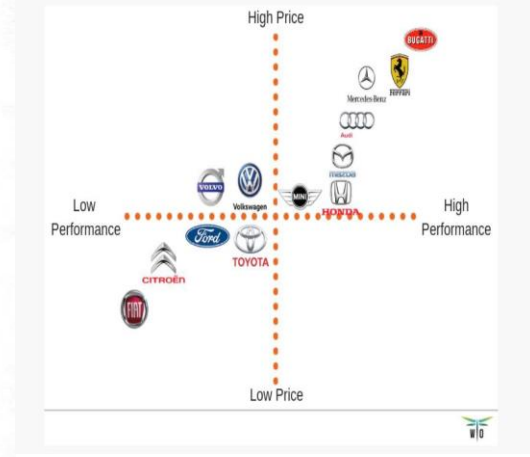 High Price
BUGATTI
Ferrari
Mercedes-Benz
Audi
mazda
VOLVO
Volkswagen
MINI
HONDA
Low
Performance
High
Performance
Ford
TOYOTA
CITROËN
FIAT
Low Price
W O